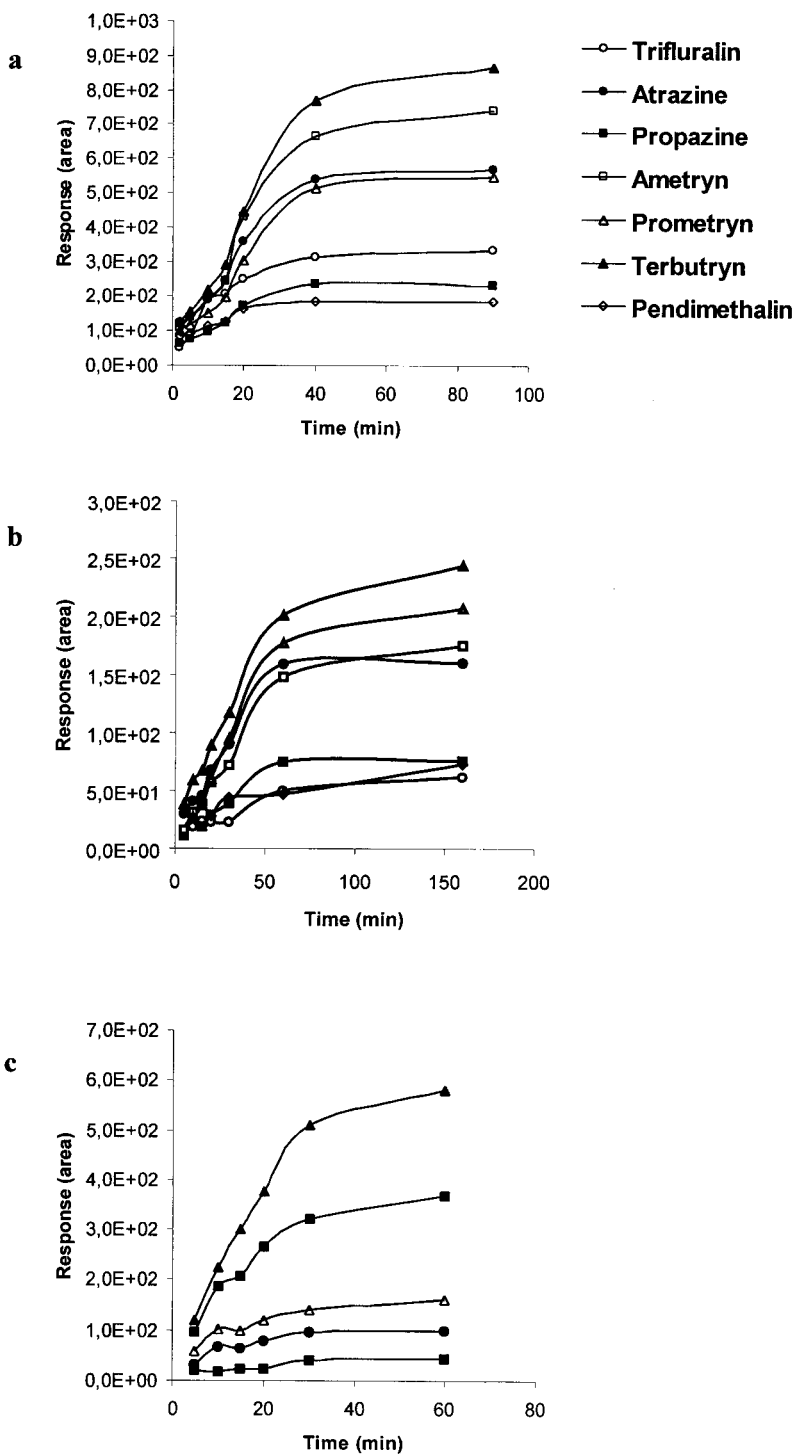 a
1,0E+03
9,0E+02
8,0E+02
7,0E+02
6,0E+02
5,0E+02
4,0E+02
3,0E+02
2,0E+02
1,0E+02
0,0E+00
Response (area)
0 20 40 60 80 100
Time (min)
Trifluralin
Atrazine
Propazine
Ametryn
Prometryn
Terbutryn
Pendimethalin
b
3,0E+02
2,5E+02
2,0E+02
1,5E+02
1,0E+02
5,0E+01
0,0E+00
Response (area)
0 50 100 150 200
Time (min)
c
7,0E+02
6,0E+02
5,0E+02
4,0E+02
3,0E+02
2,0E+02
1,0E+02
0,0E+00
Response (area)
0 20 40 60 80
Time (min)